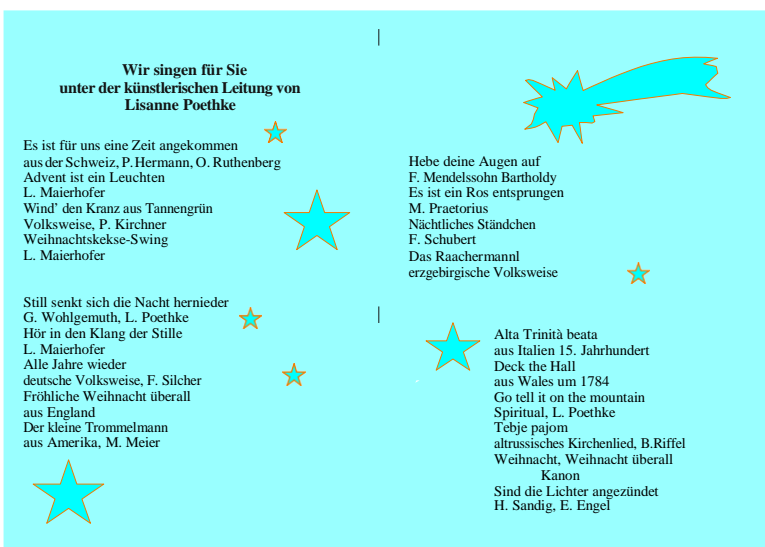 Wir singen für Sie
unter der künstlerischen Leitung von
Lisanne Poethke
Es ist für uns eine Zeit angekommen
aus der Schweiz, P. Hermann, O. Ruthenberg
Advent ist ein Leuchten
L. Maierhofer
Wind’ den Kranz aus Tannengrün
Volksweise, P. Kirchner
Weihnachtskekse-Swing
L. Maierhofer
Still senkt sich die Nacht hernieder
G. Wohlgemuth, L. Poethke
Hör in den Klang der Stille
L. Maierhofer
Alle Jahre wieder
deutsche Volksweise, F. Silcher
Fröhliche Weihnacht überall
aus England
Der kleine Trommelmann
aus Amerika, M. Meier
Hebe deine Augen auf
F. Mendelssohn Bartholdy
Es ist ein Ros entsprungen
M. Praetorius
Nächtliches Ständchen
F. Schubert
Das Raachermannl
erzgebirgische Volksweise
Alta Trinità beata
aus Italien 15. Jahrhundert
Deck the Hall
aus Wales um 1784
Go tell it on the mountain
Spiritual, L. Poethke
Tebje pajom
altrussisches Kirchenlied, B.Riffel
Weihnacht, Weihnacht überall
Kanon
Sind die Lichter angezündet
H. Sandig, E. Engel